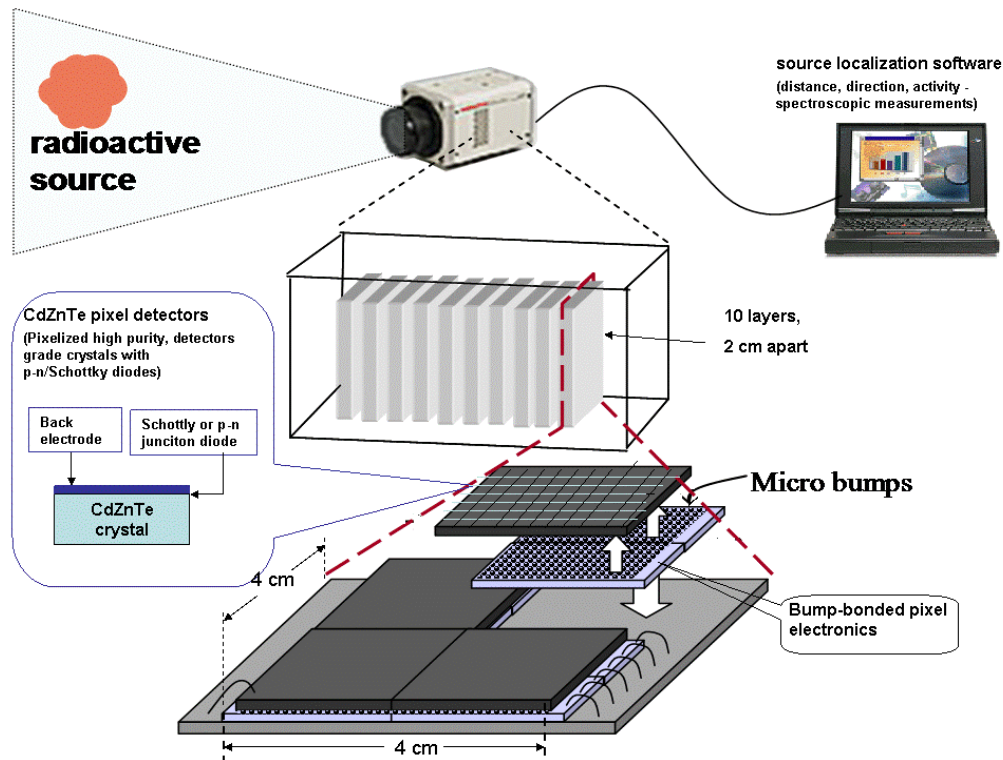 radioactive
source
source localization software
(distance, direction, activity -
spectroscopic measurements)
CdZnTe pixel detectors
(Pixelized high purity, detectors
grade crystals with
p-n/Schottky diodes)
Back
electrode
Schottly or p-n
junciton diode
CdZnTe
crystal
10 layers,
2 cm apart
Micro bumps
4 cm
Bump-bonded pixel
electronics
4 cm